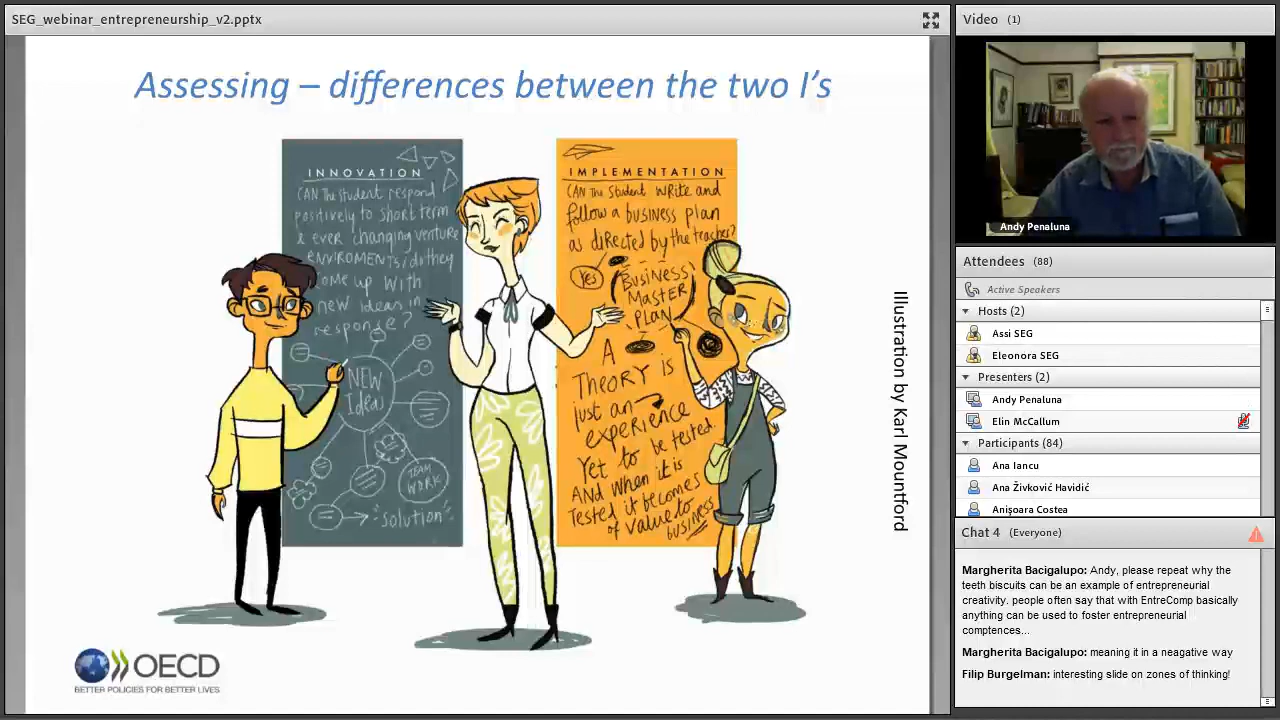 SEG_webinar_entrepreneurship_v2.pptx
Assessing – differences between the two I's
INNOVATION
CAN THE student respond
positively to short term
& ever changing venture
ENVIROMENTS/do they
come up With
new ideas in
response?
NEW
Idea
TEAM
WORK
"solution"
IMPLEMENTATION
CAN THE Student WRITE and
follow a business plan
as directed by the teacher?
Yes
BUSINESS
MASTER
PLAN
A
THEORY is
just an
experience
Yet to be tested.
AND when it is
Tested it becomes
of value to
business
Illustration by Karl Mountford
OECD
BETTER POLICIES FOR BETTER LIVES
Video (1)
Andy Penaluna
Attendees (88)
Active Speakers
Hosts (2)
Assi SEG
Eleonora SEG
Presenters (2)
Andy Penaluna
Elin McCallum
Participants (84)
Ana Iancu
Ana Živković Havidić
Anişoara Costea
Chat 4 (Everyone)
Margherita Bacigalupo: Andy, please repeat why the
teeth biscuits can be an example of entrepreneurial
creativity. people often say that with EntreComp basically
anything can be used to foster entrepreneurial
comptences...
Margherita Bacigalupo: meaning it in a neagative way
Filip Burgelman: interesting slide on zones of thinking!